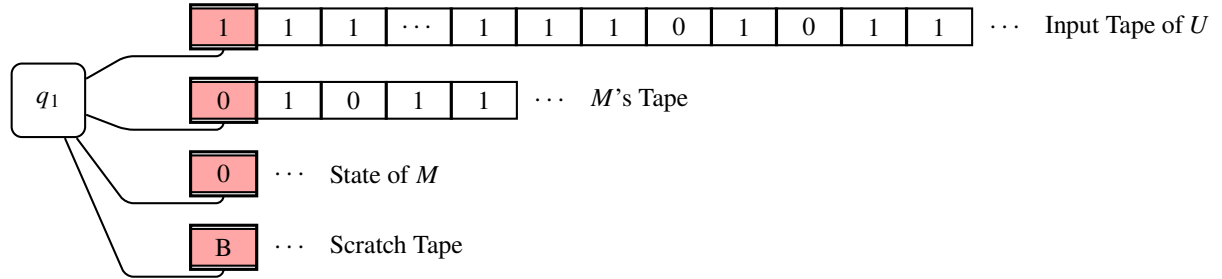 1 1 1 ⋯ 1 1 1 0 1 0 1 1 ⋯ Input Tape of U
q1
0 1 0 1 1 ⋯ M's Tape
0 ⋯ State of M
B ⋯ Scratch Tape